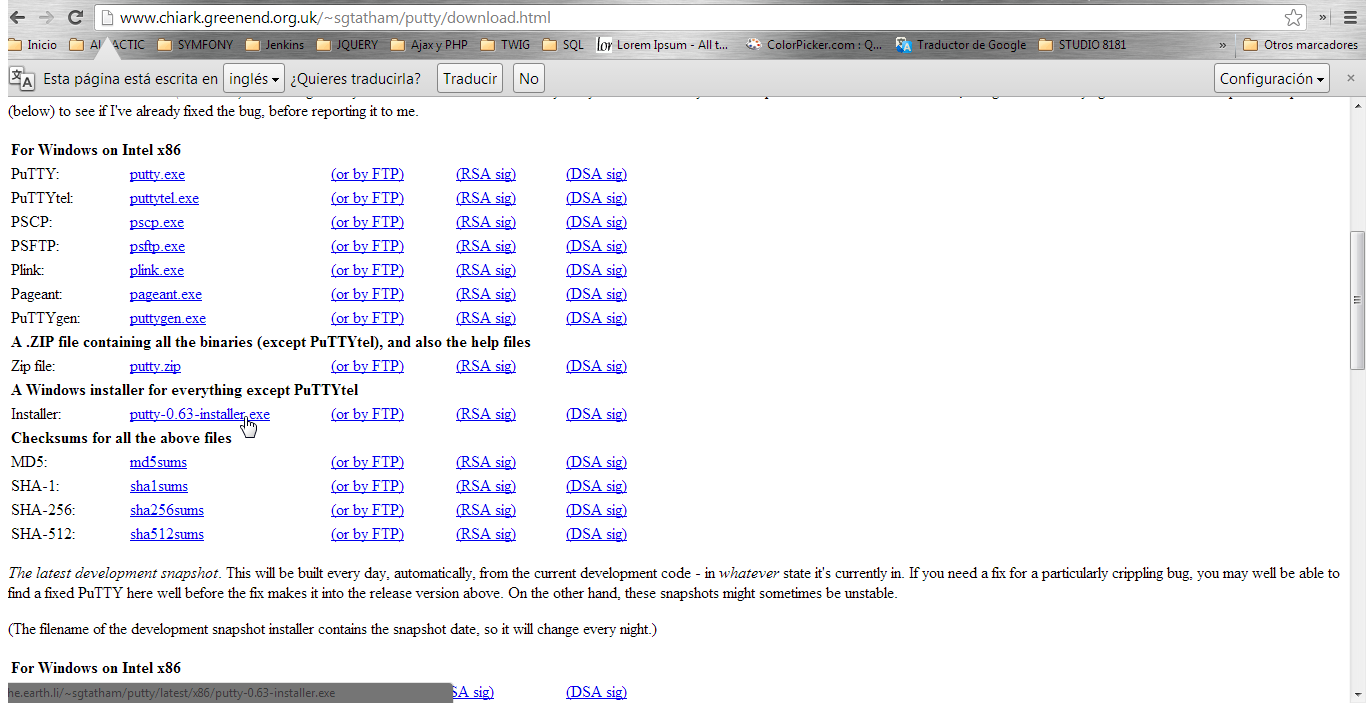 www.chiark.greenend.org.uk/~sgtatham/putty/download.html
»
Inicio
SYMFONY
Jenkins
JQUERY
Ajax y PHP
TWIG
SQL
lor Lorem Ipsum - All t...
ColorPicker.com : Q...
Traductor de Google
STUDIO 8181
»
Otros marcadores
Esta página está escrita en inglés ¿Quieres traducirla? Traducir No Configuración ×
(below) to see if I've already fixed the bug, before reporting it to me.
For Windows on Intel x86
PuTTY: putty.exe (or by FTP) (RSA sig) (DSA sig)
PuTTYtel: puttytel.exe (or by FTP) (RSA sig) (DSA sig)
PSCP: pscp.exe (or by FTP) (RSA sig) (DSA sig)
PSFTP: psftp.exe (or by FTP) (RSA sig) (DSA sig)
Plink: plink.exe (or by FTP) (RSA sig) (DSA sig)
Pageant: pageant.exe (or by FTP) (RSA sig) (DSA sig)
PuTTYgen: puttygen.exe (or by FTP) (RSA sig) (DSA sig)
A .ZIP file containing all the binaries (except PuTTYtel), and also the help files
Zip file: putty.zip (or by FTP) (RSA sig) (DSA sig)
A Windows installer for everything except PuTTYtel
Installer: putty-0.63-installer.exe (or by FTP) (RSA sig) (DSA sig)
Checksums for all the above files
MD5: md5sums (or by FTP) (RSA sig) (DSA sig)
SHA-1: sha1sums (or by FTP) (RSA sig) (DSA sig)
SHA-256: sha256sums (or by FTP) (RSA sig) (DSA sig)
SHA-512: sha512sums (or by FTP) (RSA sig) (DSA sig)
The latest development snapshot. This will be built every day, automatically, from the current development code - in whatever state it's currently in. If you need a fix for a particularly crippling bug, you may well be able to
find a fixed PuTTY here well before the fix makes it into the release version above. On the other hand, these snapshots might sometimes be unstable.
(The filename of the development snapshot installer contains the snapshot date, so it will change every night.)
For Windows on Intel x86
he.earth.li/~sgtatham/putty/latest/x86/putty-0.63-installer.exe SA sig) (DSA sig)